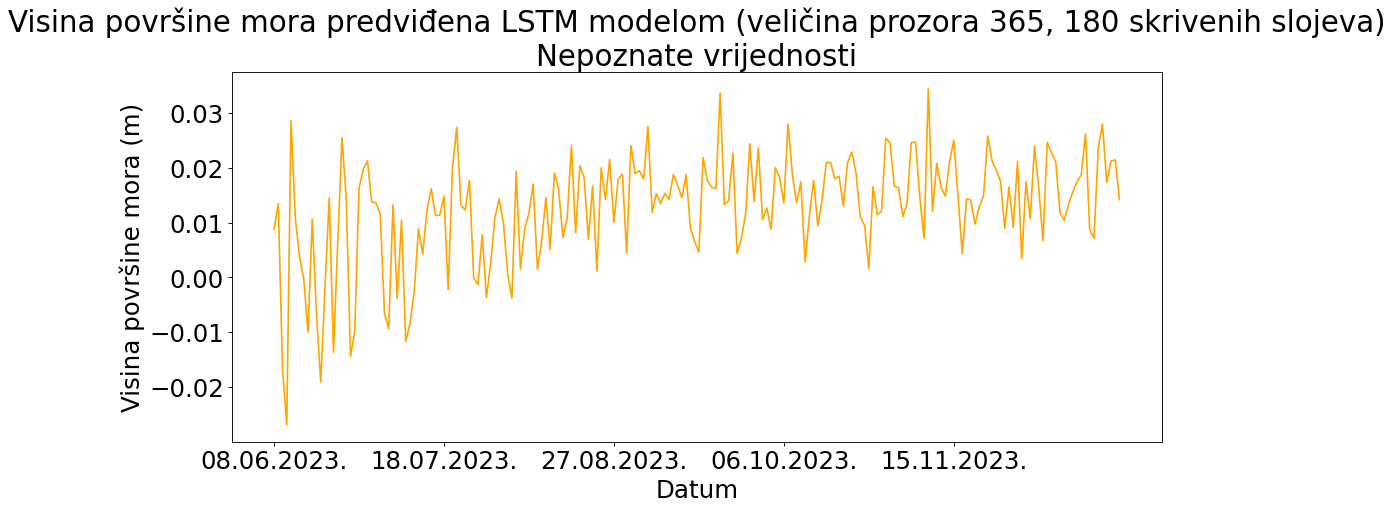 Visina površine mora predviđena LSTM modelom (veličina prozora 365, 180 skrivenih slojeva)
Nepoznate vrijednosti
Visina površine mora (m)
0.03
0.02
0.01
0.00
−0.01
−0.02
08.06.2023. 18.07.2023. 27.08.2023. 06.10.2023. 15.11.2023.
Datum